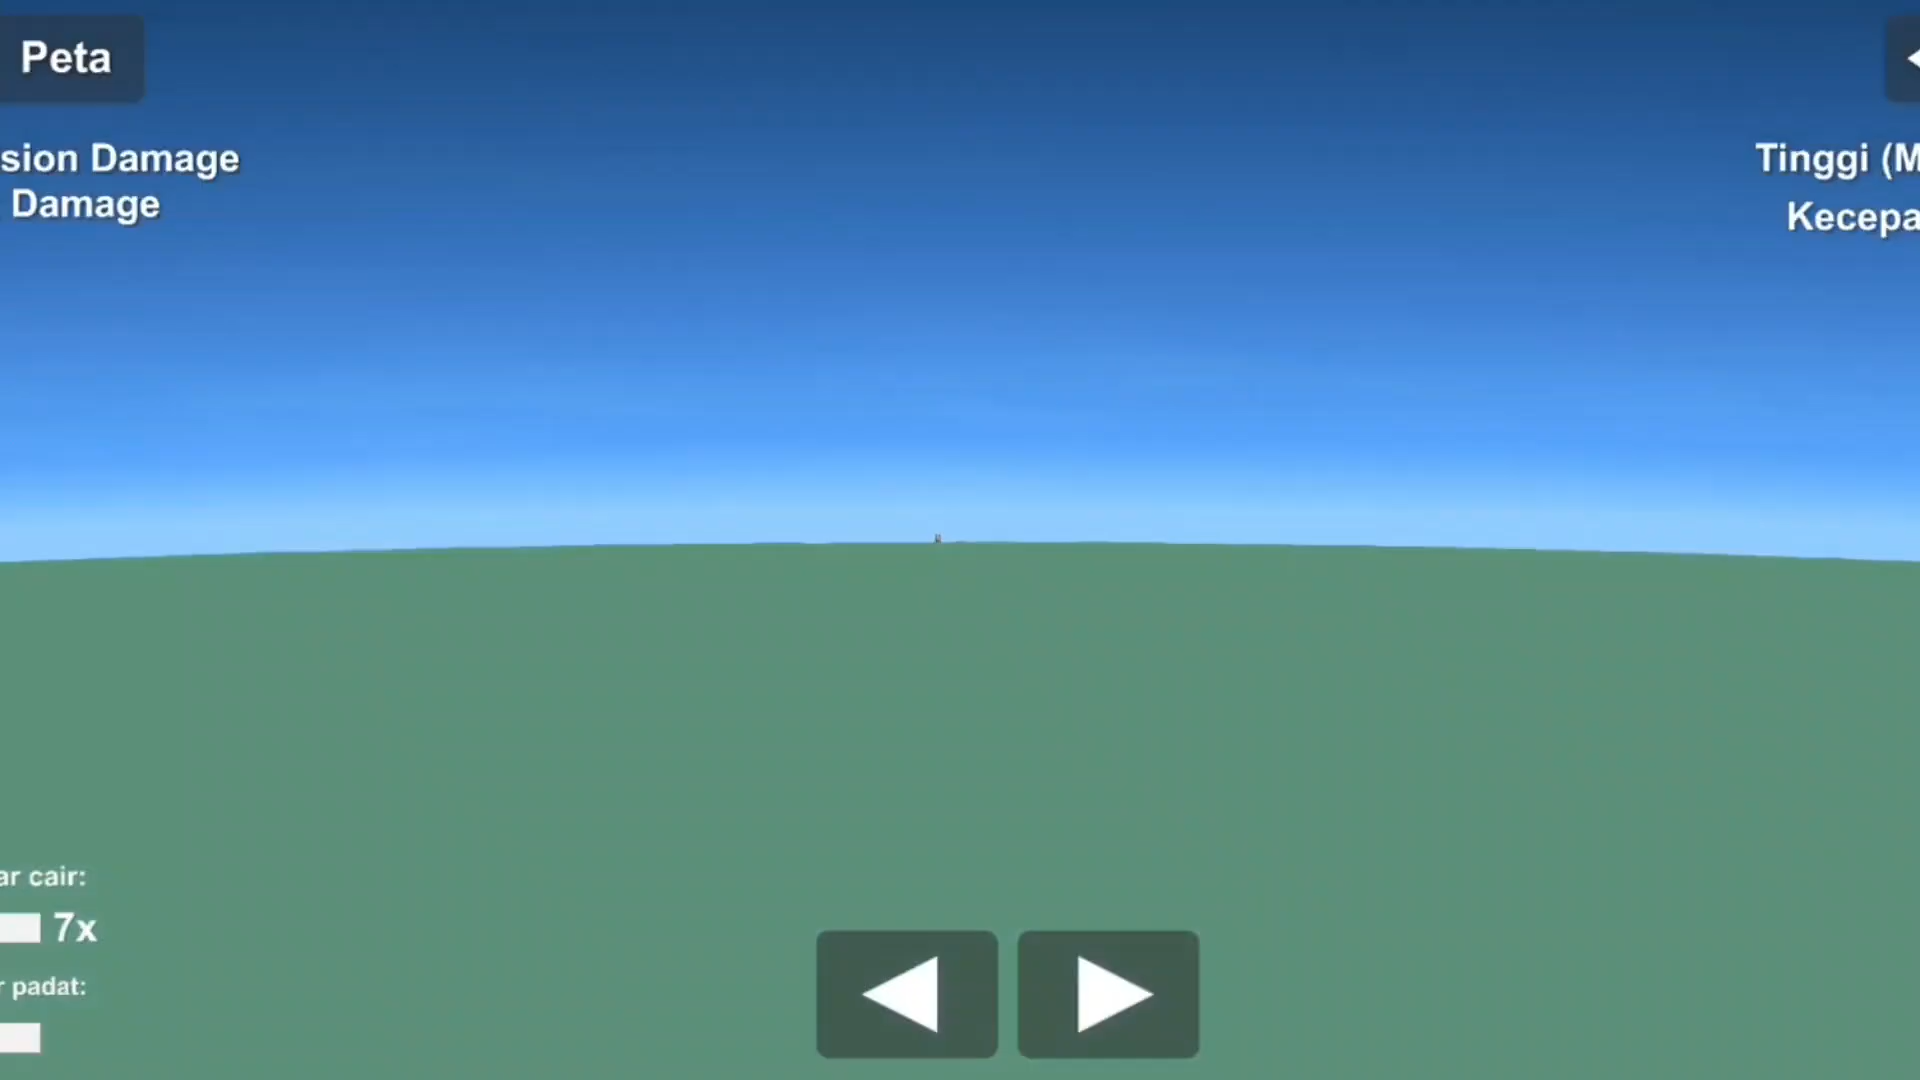 Peta
sion Damage
Damage
Tinggi (M
Kecepa
ar cair:
7x
r padat: